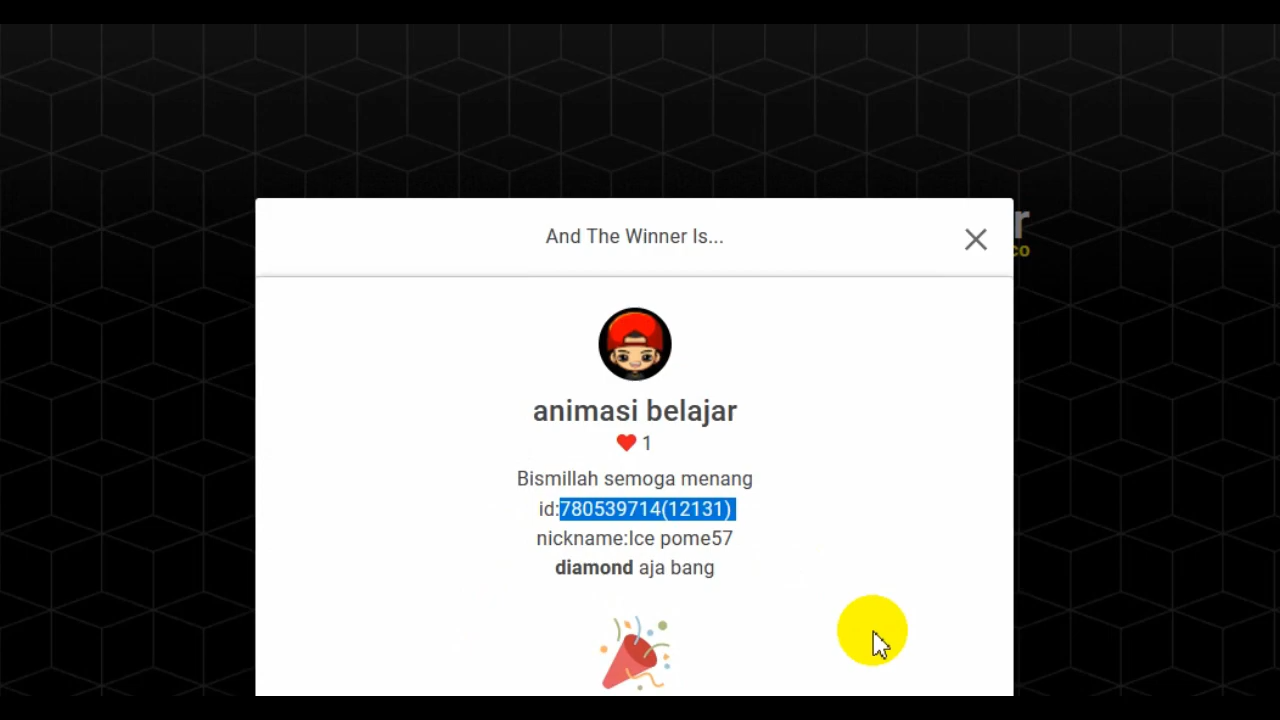 And The Winner Is...
r
co
animasi belajar
1
Bismillah semoga menang
id:780539714(12131)
nickname:Ice pome57
diamond aja bang